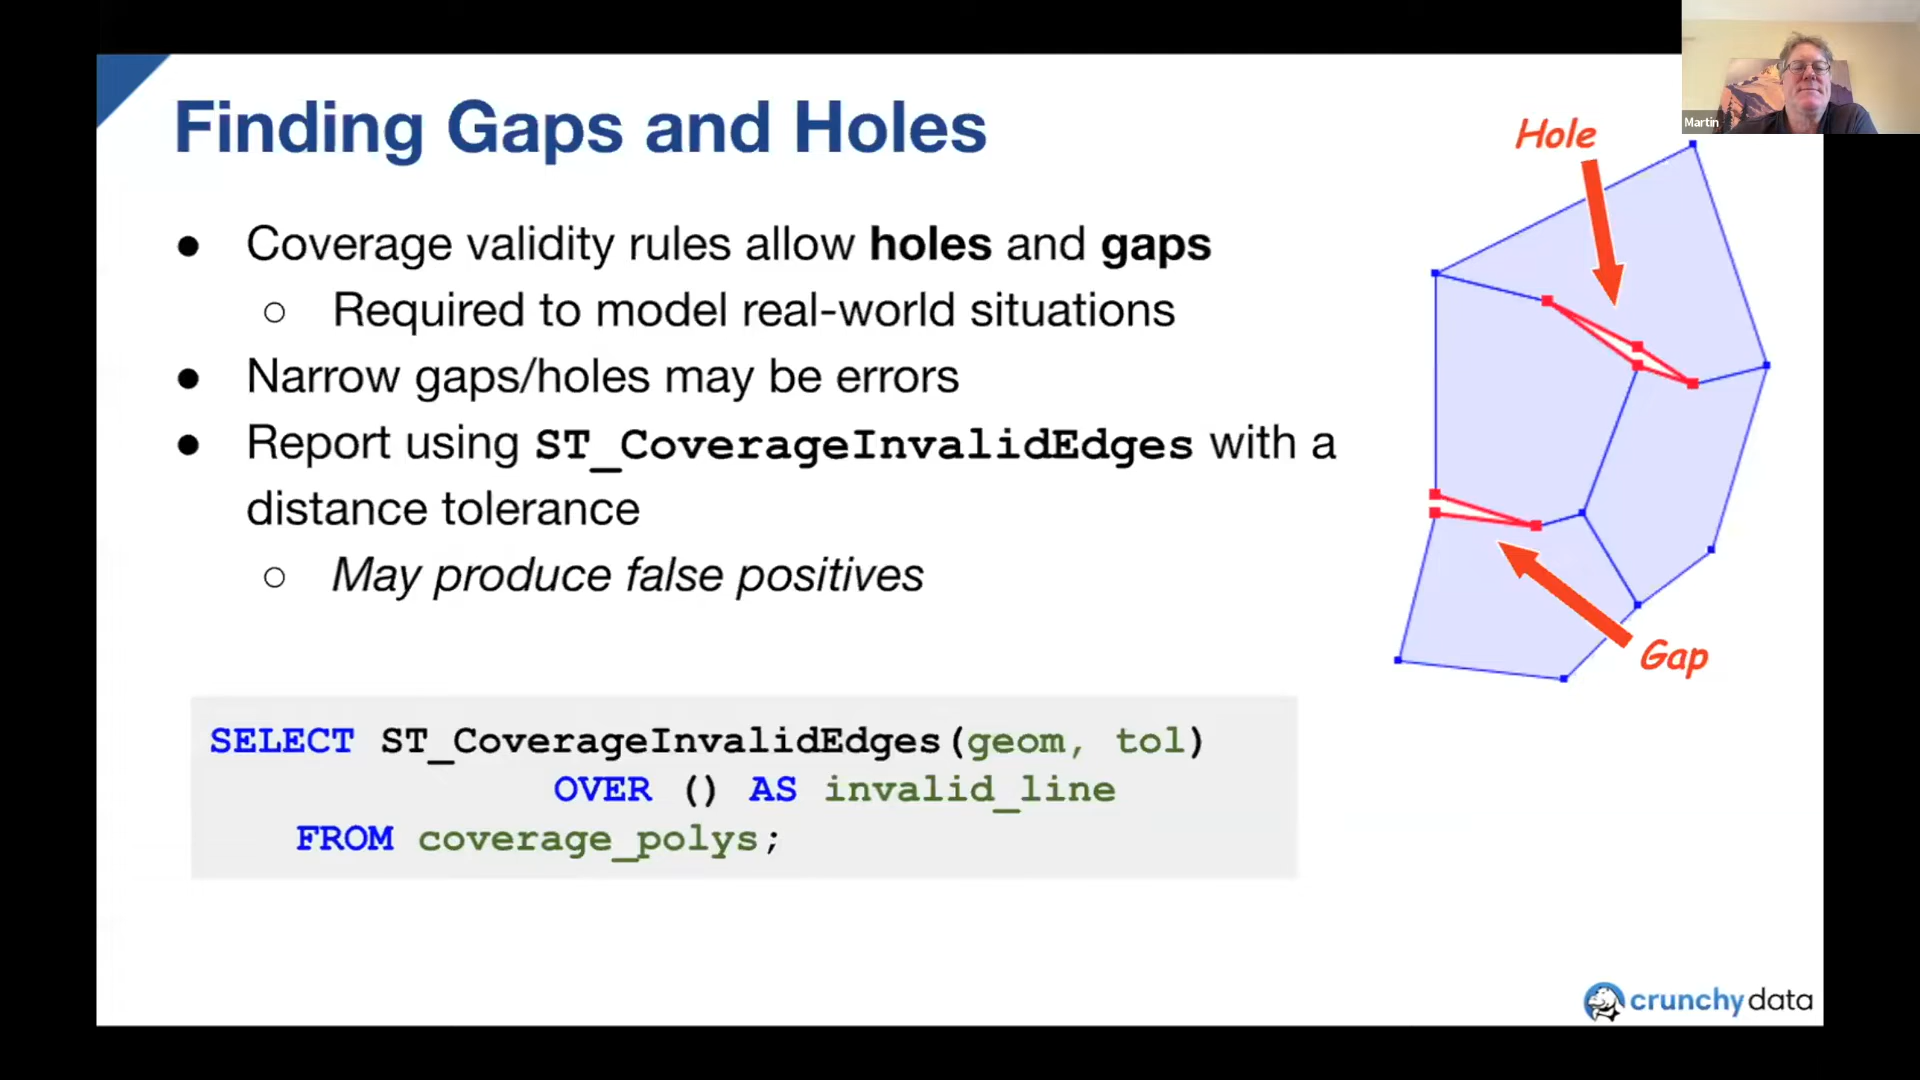 Finding Gaps and Holes
● Coverage validity rules allow holes and gaps
○ Required to model real-world situations
● Narrow gaps/holes may be errors
● Report using ST_CoverageInvalidEdges with a
distance tolerance
○ May produce false positives
SELECT ST_CoverageInvalidEdges(geom, tol)
OVER () AS invalid_line
FROM coverage_polys;
Hole
Gap
Martin
crunchydata